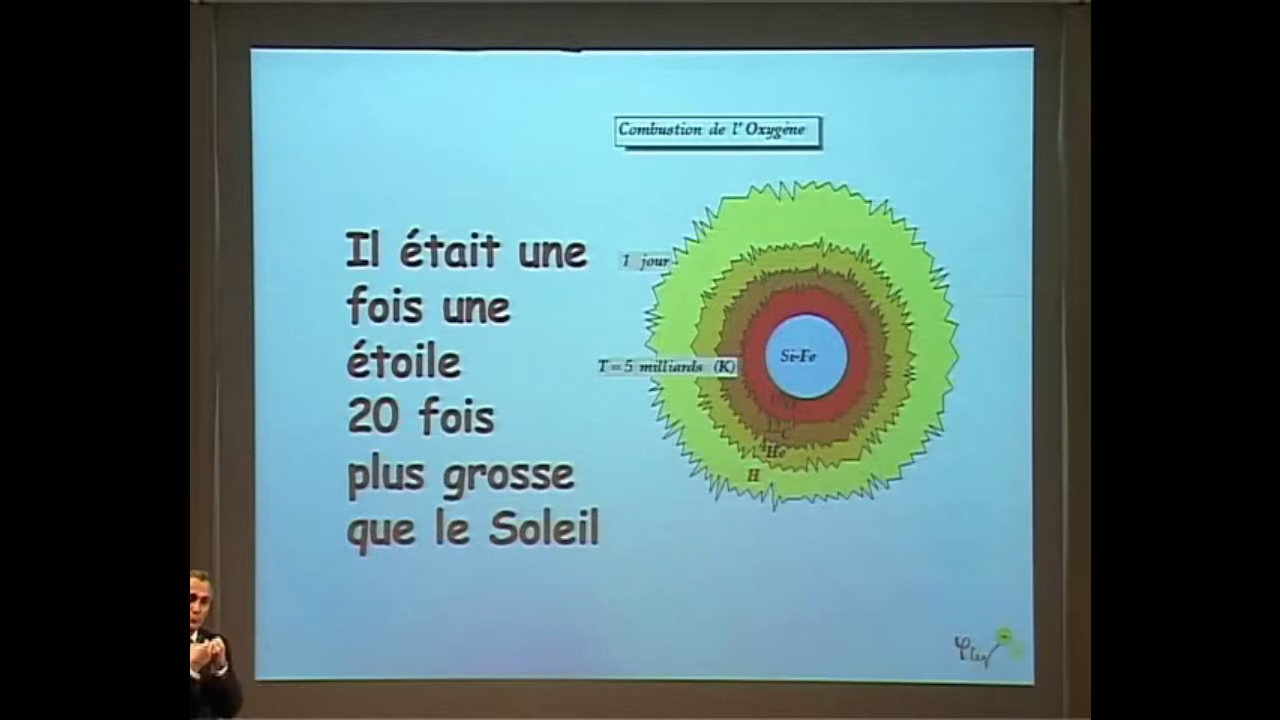 Combustion de l'Oxygène
Il était une
fois une
étoile
20 fois
plus grosse
que le Soleil
1 jour
T=5 milliards (K)
Si-Fe
He
H